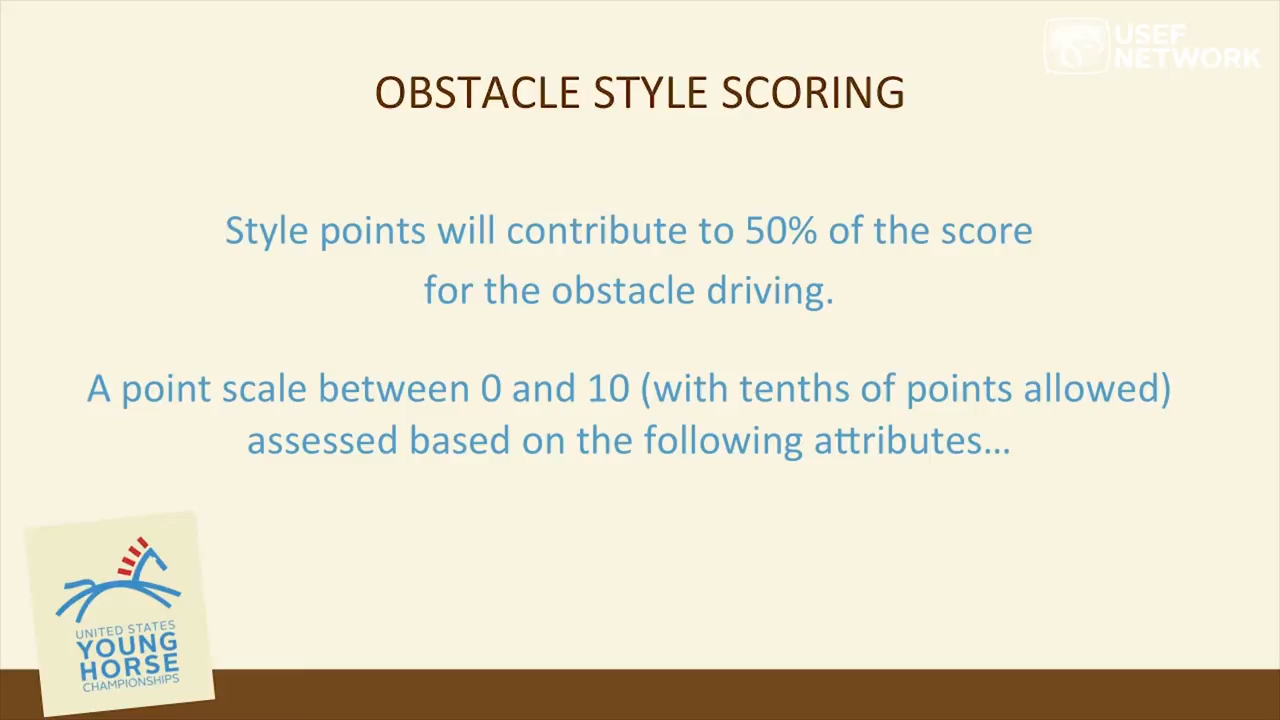 USEF
NETWORK
OBSTACLE STYLE SCORING
Style points will contribute to 50% of the score
for the obstacle driving.
A point scale between 0 and 10 (with tenths of points allowed)
assessed based on the following attributes...
UNITED STATES
YOUNG
HORSE
CHAMPIONSHIPS